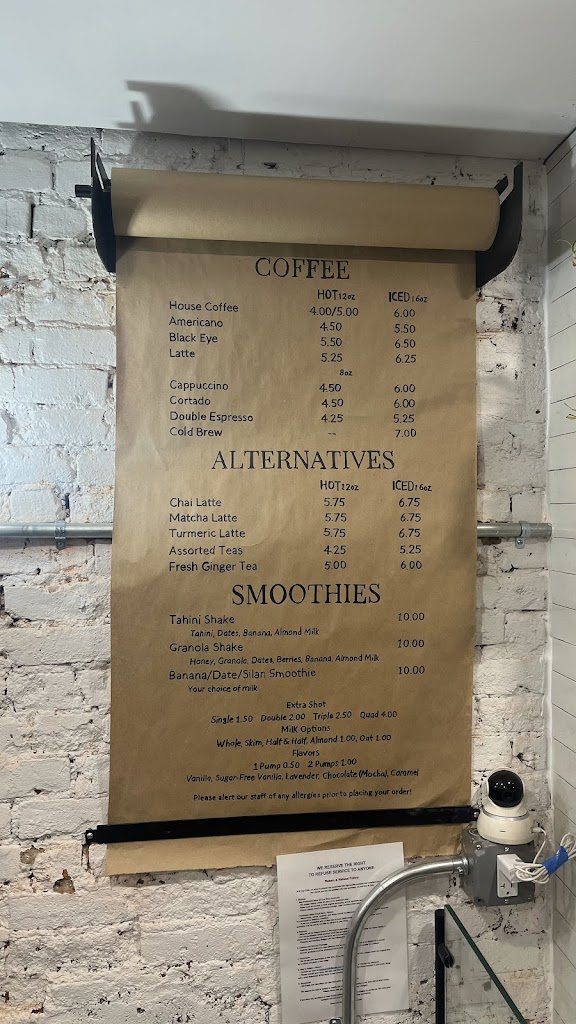 COFFEE
HOT 12oz ICED 16oz
House Coffee 4.00/5.00 6.00
Americano 4.50 5.50
Black Eye 5.50 6.50
Latte 5.25 6.25
8oz
Cappuccino 4.50 6.00
Cortado 4.50 6.00
Double Espresso 4.25 5.25
Cold Brew -- 7.00
ALTERNATIVES
HOT 12oz ICED 16oz
Chai Latte 5.75 6.75
Matcha Latte 5.75 6.75
Turmeric Latte 5.75 6.75
Assorted Teas 4.25 5.25
Fresh Ginger Tea 5.00 6.00
SMOOTHIES
Tahini Shake 10.00
Tahini, Dates, Banana, Almond Milk
Granola Shake 10.00
Honey, Granola, Dates, Berries, Banana, Almond Milk
Banana/Date/Silan Smoothie 10.00
Your choice of milk
Extra Shot
Single 1.50 Double 2.00 Triple 2.50 Quad 4.00
Milk Options
Whole, Skim, Half & Half, Almond 1.00, Oat 1.00
Flavors
1 Pump 0.50 2 Pumps 1.00
Vanilla, Sugar-Free Vanilla, Lavender, Chocolate (Mocha), Caramel
Please alert our staff of any allergies prior to placing your order!
WE RESERVE THE RIGHT
TO REFUSE SERVICE TO ANYONE